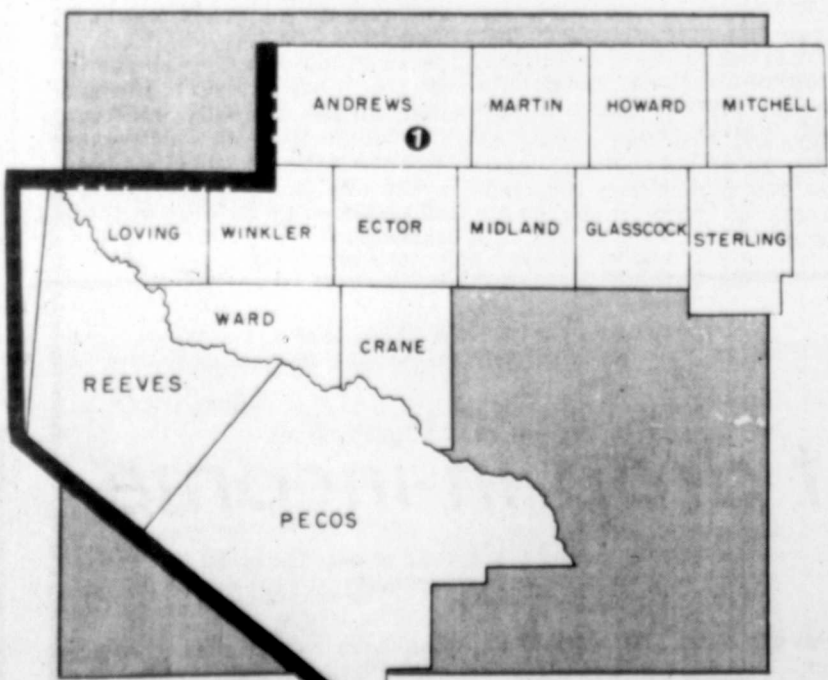 ANDREWS MARTIN HOWARD MITCHELL
1
LOVING WINKLER ECTOR MIDLAND GLASSCOCK STERLING
WARD
CRANE
REEVES
PECOS